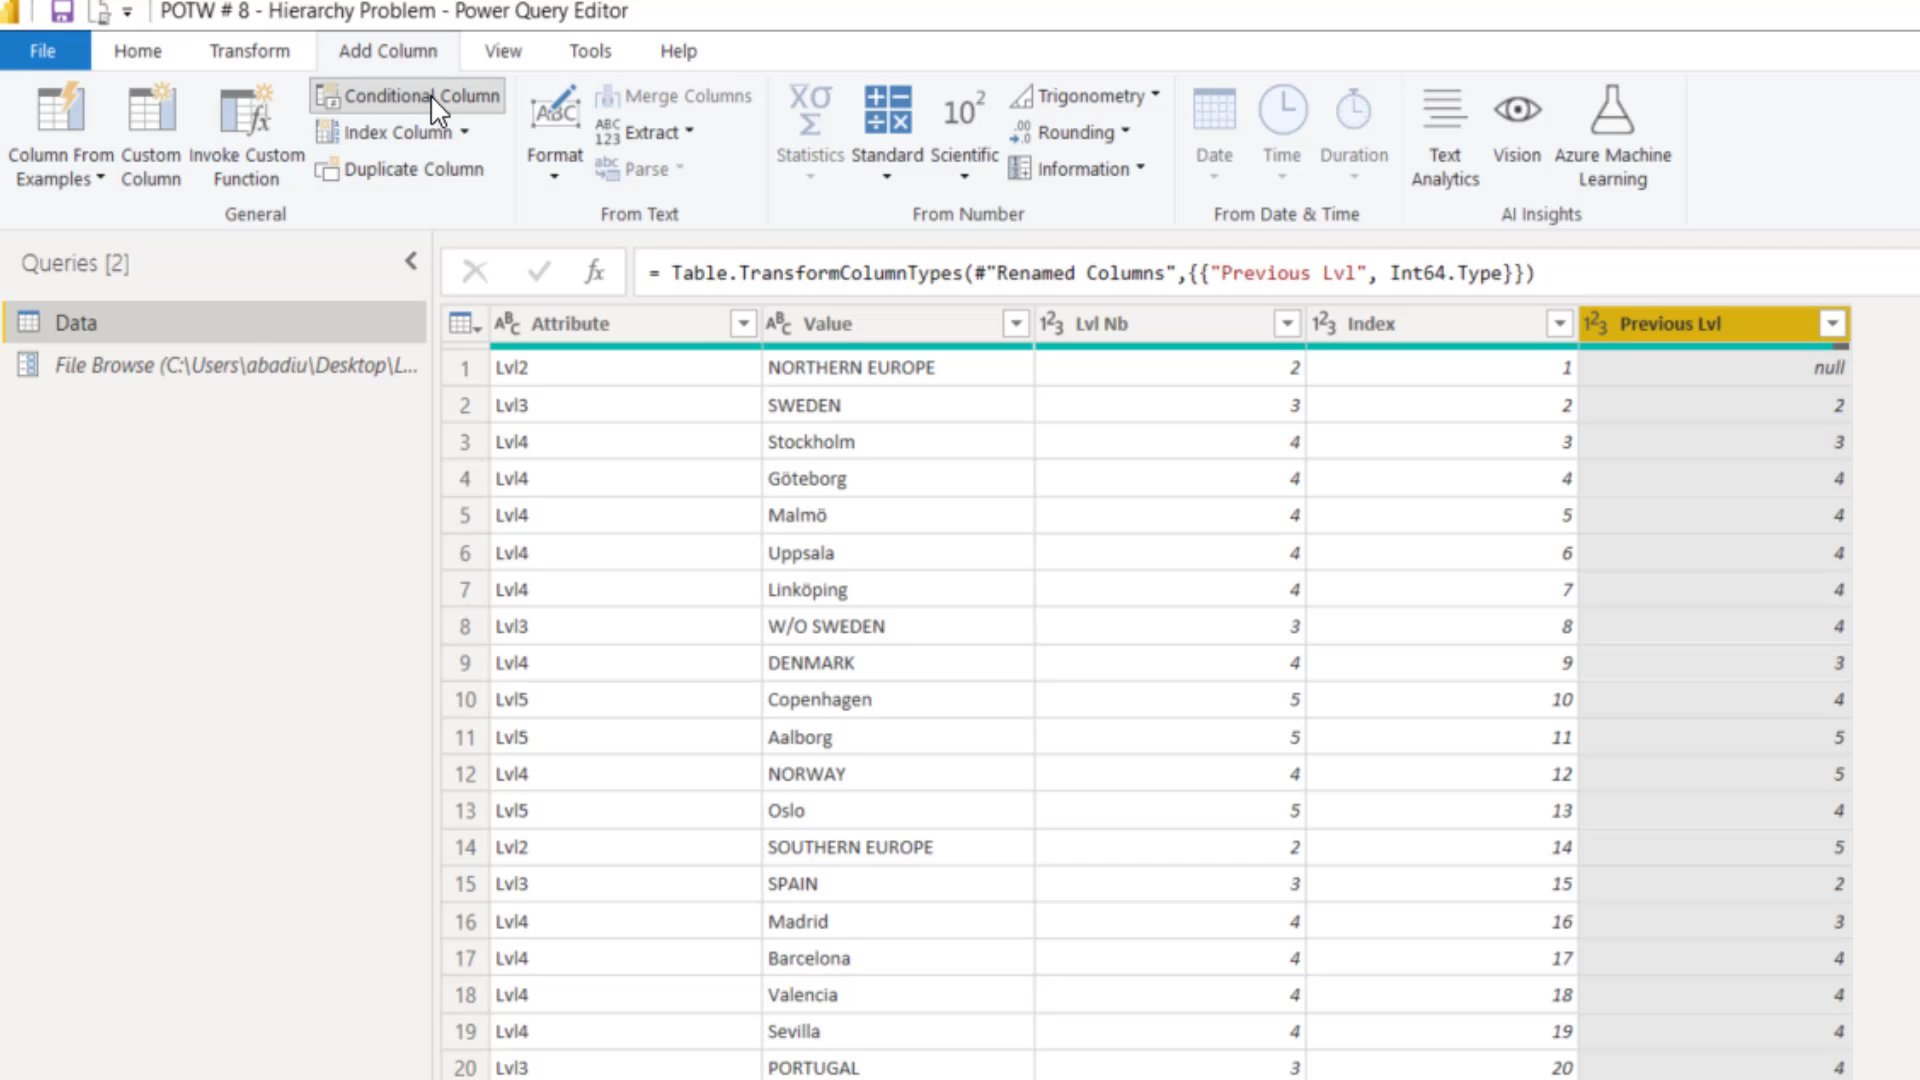 POTW # 8 - Hierarchy Problem - Power Query Editor
File Home Transform Add Column View Tools Help
Column From Examples
Custom Column
Invoke Custom Function
Conditional Column
Index Column
Duplicate Column
General
Format
Merge Columns
Extract
Parse
From Text
Statistics
Standard
Scientific
Trigonometry
Rounding
Information
From Number
Date
Time
Duration
From Date & Time
Text Analytics
Vision
Azure Machine Learning
AI Insights
Queries [2]
Data
File Browse (C:\Users\abadiu\Desktop\L...
= Table.TransformColumnTypes(#"Renamed Columns",{{"Previous Lvl", Int64.Type}})
Attribute Value Lvl Nb Index Previous Lvl
1 Lvl2 NORTHERN EUROPE 2 1 null
2 Lvl3 SWEDEN 3 2 2
3 Lvl4 Stockholm 4 3 3
4 Lvl4 Göteborg 4 4 4
5 Lvl4 Malmö 4 5 4
6 Lvl4 Uppsala 4 6 4
7 Lvl4 Linköping 4 7 4
8 Lvl3 W/O SWEDEN 3 8 4
9 Lvl4 DENMARK 4 9 3
10 Lvl5 Copenhagen 5 10 4
11 Lvl5 Aalborg 5 11 5
12 Lvl4 NORWAY 4 12 5
13 Lvl5 Oslo 5 13 4
14 Lvl2 SOUTHERN EUROPE 2 14 5
15 Lvl3 SPAIN 3 15 2
16 Lvl4 Madrid 4 16 3
17 Lvl4 Barcelona 4 17 4
18 Lvl4 Valencia 4 18 4
19 Lvl4 Sevilla 4 19 4
20 Lvl3 PORTUGAL 3 20 4